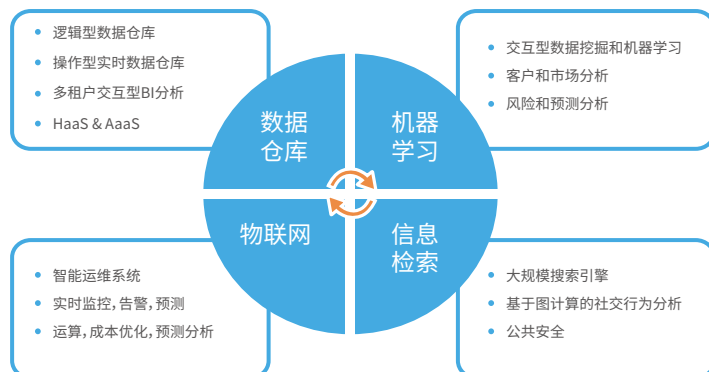 逻辑型数据仓库
操作型实时数据仓库
多租户交互型BI分析
HaaS & AaaS
数据
仓库
机器
学习
交互型数据挖掘和机器学习
客户和市场分析
风险和预测分析
物联网
智能运维系统
实时监控,告警,预测
运算,成本优化,预测分析
信息
检索
大规模搜索引擎
基于图计算的社交行为分析
公共安全